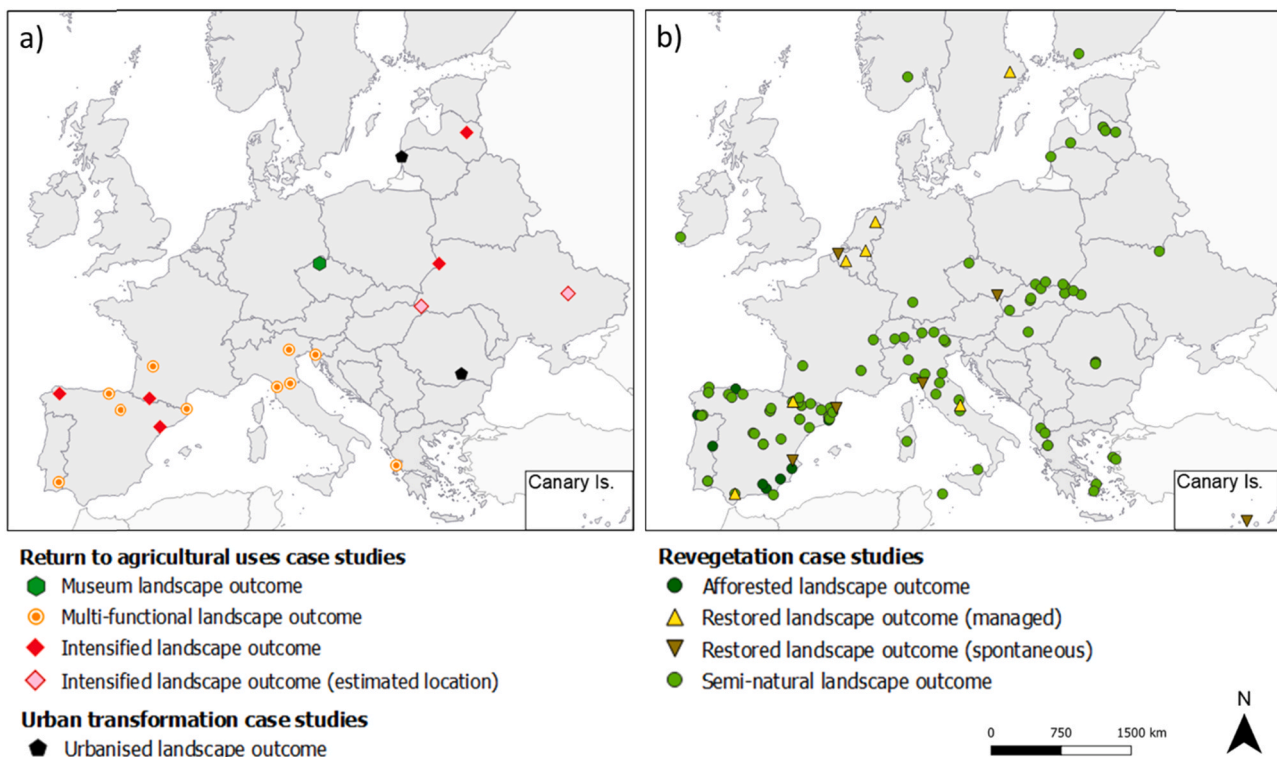 a)
b)
Canary Is.
Canary Is.
Return to agricultural uses case studies
Museum landscape outcome
Multi-functional landscape outcome
Intensified landscape outcome
Intensified landscape outcome (estimated location)
Urban transformation case studies
Urbanised landscape outcome
Revegetation case studies
Afforested landscape outcome
Restored landscape outcome (managed)
Restored landscape outcome (spontaneous)
Semi-natural landscape outcome
N
0 750 1500 km